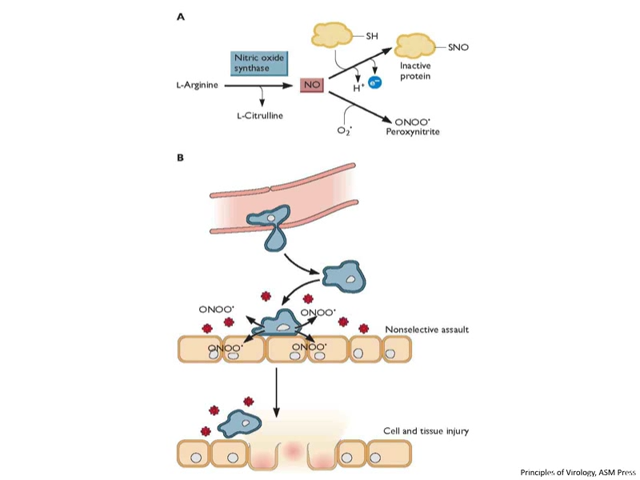 A
SH
SNO
Nitric oxide
synthase
Inactive
protein
L-Arginine
NO
H⁺
e⁻
L-Citrulline
O₂˙
ONOO˙
Peroxynitrite
B
ONOO˙
ONOO˙
Nonselective assault
ONOO˙
ONOO˙
Cell and tissue injury
Principles of Virology, ASM Press